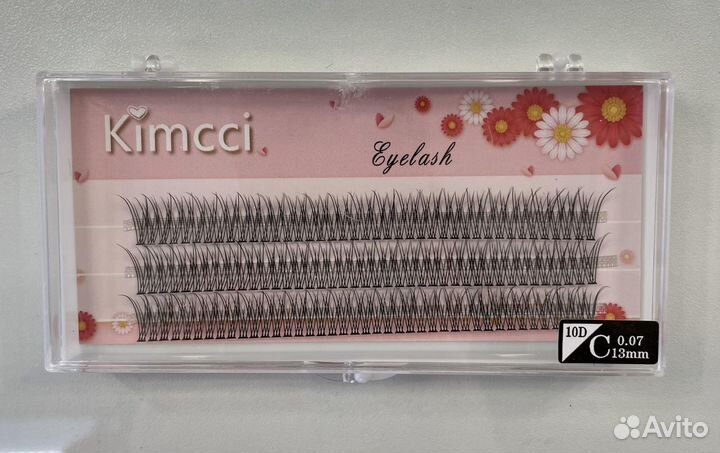 Kimcci
Eyelash
10D
C 0.07
13mm
Avito